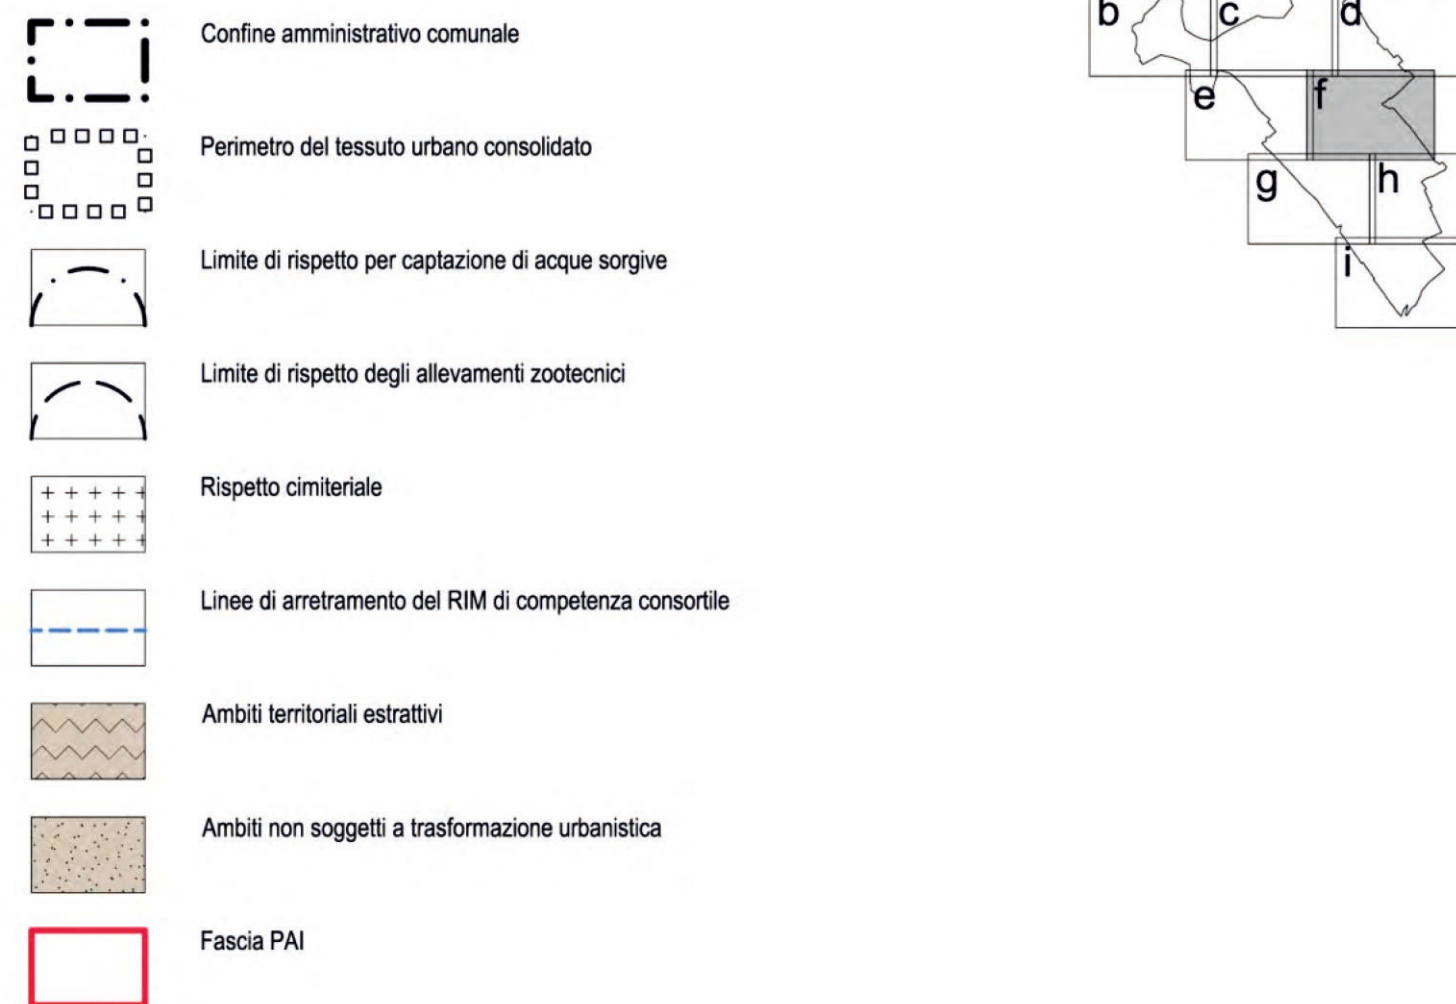 Confine amministrativo comunale
Perimetro del tessuto urbano consolidato
Limite di rispetto per captazione di acque sorgive
Limite di rispetto degli allevamenti zootecnici
Rispetto cimiteriale
Linee di arretramento del RIM di competenza consortile
Ambiti territoriali estrattivi
Ambiti non soggetti a trasformazione urbanistica
Fascia PAI
b c d
e f
g h
i